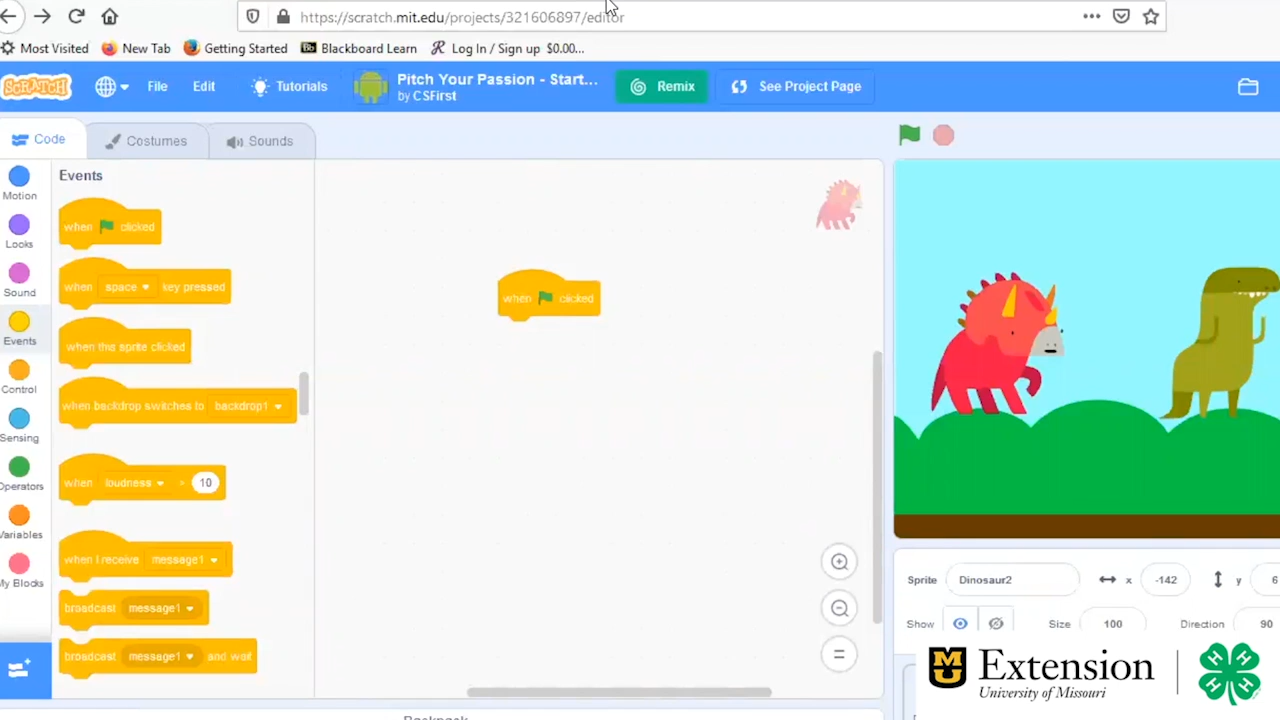 https://scratch.mit.edu/projects/321606897/editor
Most Visited New Tab Getting Started Bb Blackboard Learn Log In / Sign up $0.00...
SCRATCH File Edit Tutorials Pitch Your Passion - Start... by CSFirst Remix See Project Page
Code Costumes Sounds
Motion
Looks
Sound
Events
Control
Sensing
Operators
Variables
My Blocks
Events
when clicked
when space key pressed
when this sprite clicked
when backdrop switches to backdrop1
when loudness > 10
when I receive message1
broadcast message1
broadcast message1 and wait
when clicked
Sprite Dinosaur2 x -142 y 6
Show Size 100 Direction 90
MU Extension
University of Missouri
H H H H